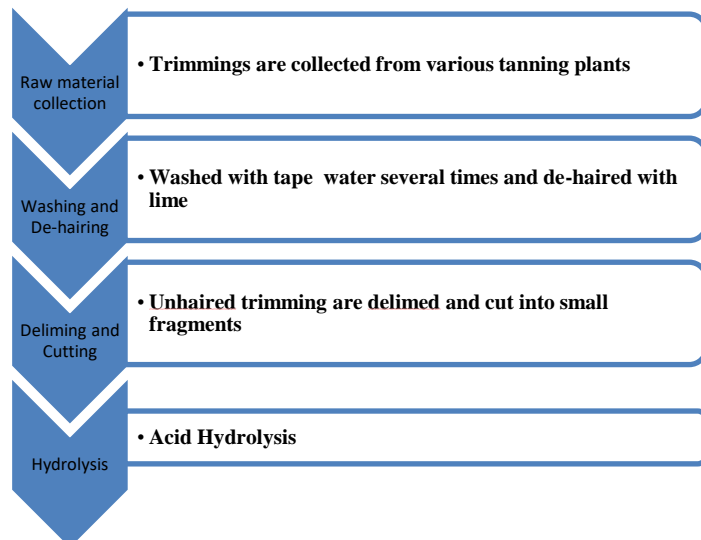 Raw material
collection
• Trimmings are collected from various tanning plants
Washing and
De-hairing
• Washed with tape water several times and de-haired with
lime
Deliming and
Cutting
• Unhaired trimming are delimed and cut into small
fragments
Hydrolysis
• Acid Hydrolysis